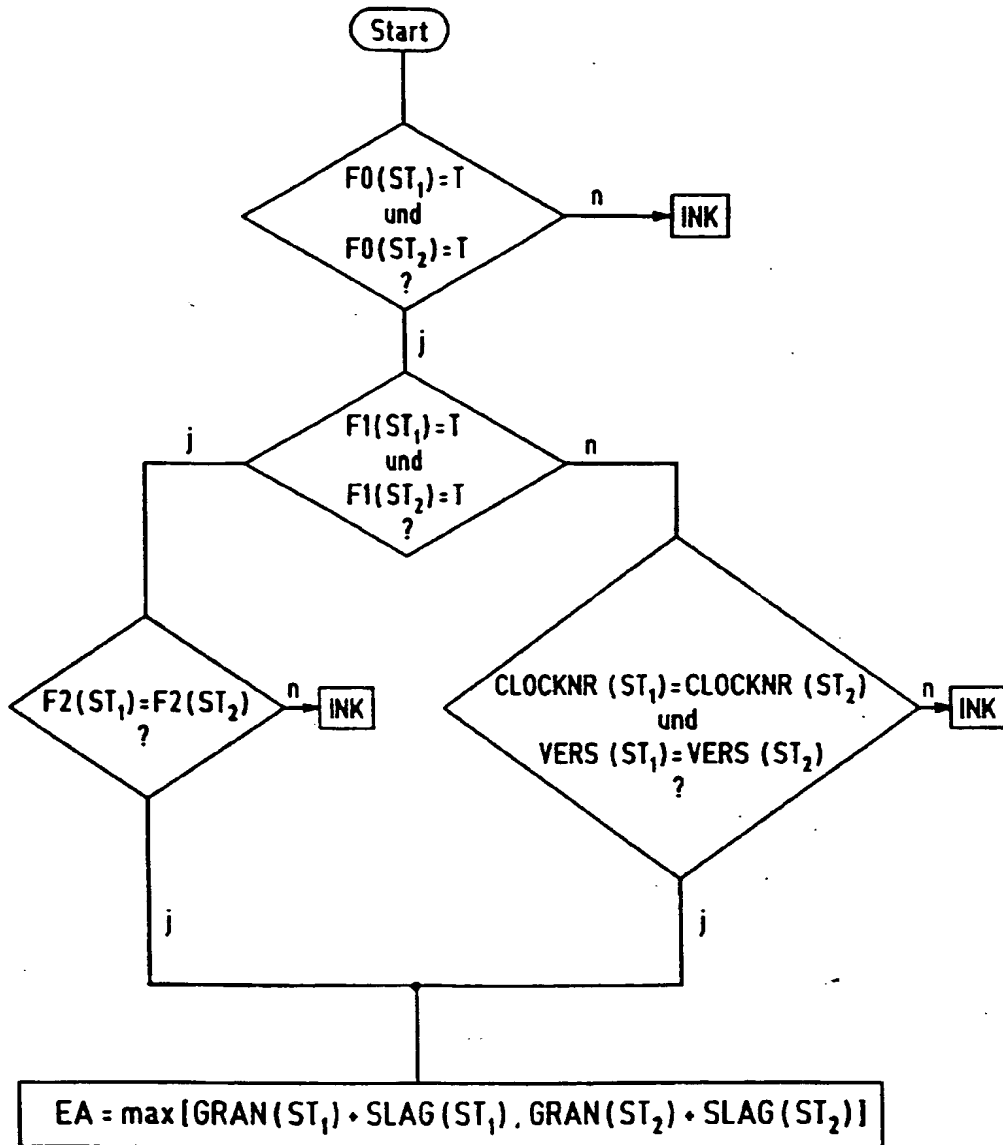 Start
F0(ST₁)=T
und
F0(ST₂)=T
?
n
INK
j
F1(ST₁)=T
und
F1(ST₂)=T
?
j
n
F2(ST₁)=F2(ST₂)
?
n
INK
CLOCKNR (ST₁)=CLOCKNR (ST₂)
und
VERS (ST₁)=VERS (ST₂)
?
n
INK
j
j
EA = max [GRAN(ST₁) + SLAG(ST₁), GRAN(ST₂) + SLAG(ST₂)]